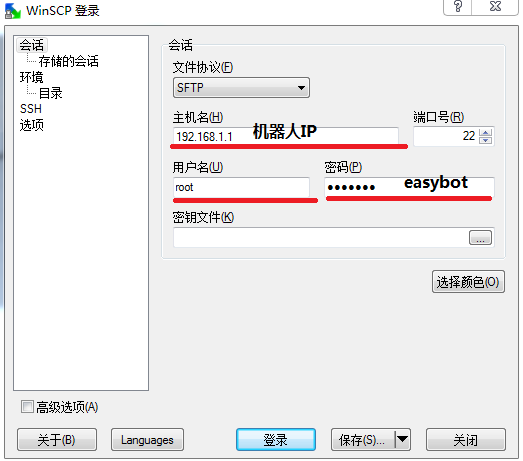 WinSCP 登录
?
会话
存储的会话
环境
目录
SSH
选项
会话
文件协议(F)
SFTP
主机名(H)
端口号(R)
192.168.1.1
机器人IP
22
用户名(U)
密码(P)
root
•••••••
easybot
密钥文件(K)
...
选择颜色(O)
高级选项(A)
关于(B)
Languages
登录
保存(S)...
关闭